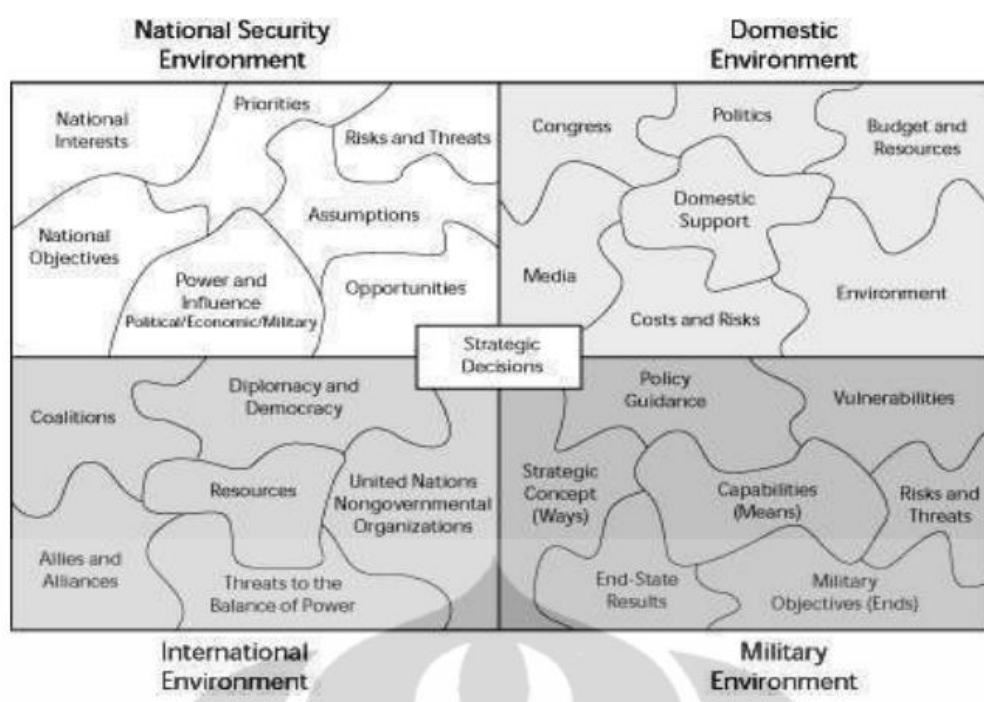 National Security
Environment
Domestic
Environment
National
Interests
Priorities
Risks and Threats
National
Objectives
Assumptions
Power and
Influence
Political/Economic/Military
Opportunities
Congress
Politics
Budget and
Resources
Domestic
Support
Media
Environment
Costs and Risks
Strategic
Decisions
Coalitions
Diplomacy and
Democracy
Resources
United Nations
Nongovernmental
Organizations
Allies and
Alliances
Threats to the
Balance of Power
Policy
Guidance
Vulnerabilities
Strategic
Concept
(Ways)
Capabilities
(Means)
Risks and
Threats
End-State
Results
Military
Objectives (Ends)
International
Environment
Military
Environment